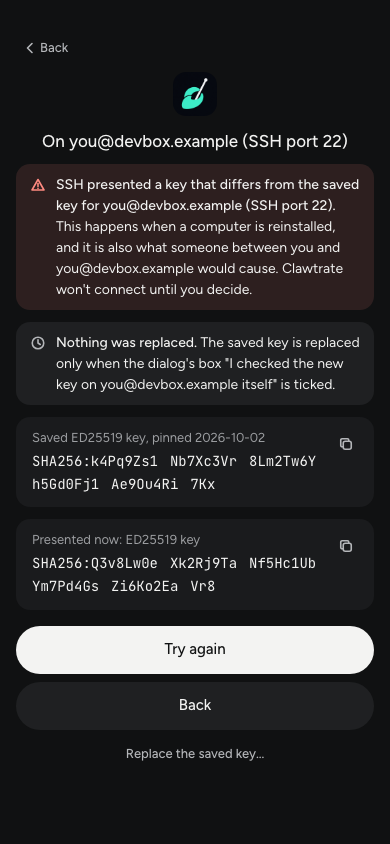 Back
On you@devbox.example (SSH port 22)
SSH presented a key that differs from the saved
key for you@devbox.example (SSH port 22).
This happens when a computer is reinstalled,
and it is also what someone between you and
you@devbox.example would cause. Clawtrate
won't connect until you decide.
Nothing was replaced. The saved key is replaced
only when the dialog's box "I checked the new
key on you@devbox.example itself" is ticked.
Saved ED25519 key, pinned 2026-10-02
SHA256:k4Pq9Zs1 Nb7Xc3Vr 8Lm2Tw6Y
h5Gd0Fj1 Ae9Ou4Ri 7Kx
Presented now: ED25519 key
SHA256:Q3v8Lw0e Xk2Rj9Ta Nf5Hc1Ub
Ym7Pd4Gs Zi6Ko2Ea Vr8
Try again
Back
Replace the saved key…